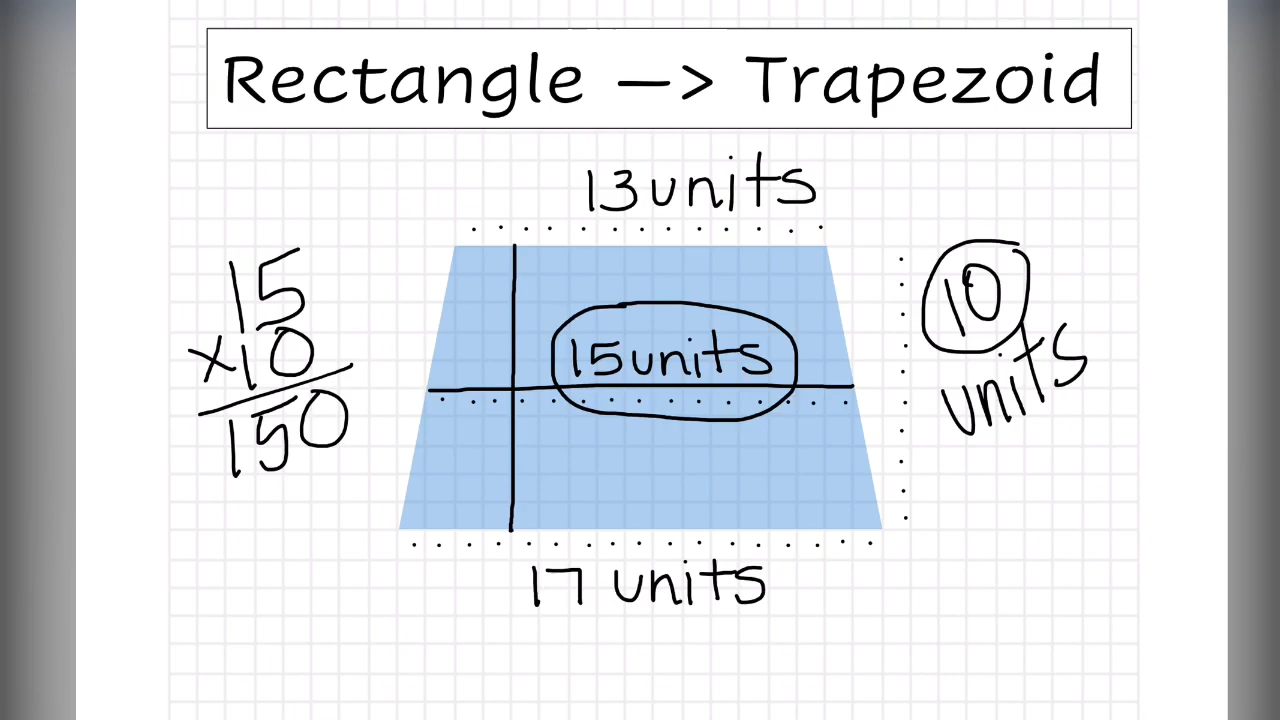 Rectangle —> Trapezoid
13 units
15
x10
150
15 units
10
units
17 units